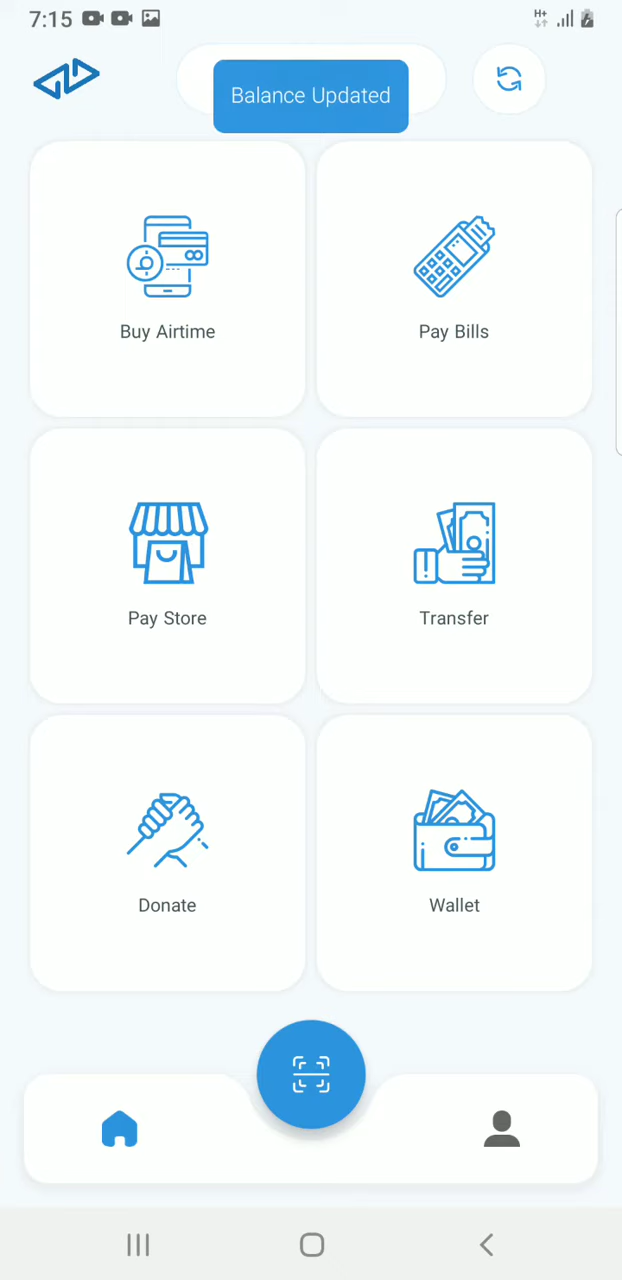 7:15
H+
Balance Updated
Buy Airtime
Pay Bills
Pay Store
Transfer
Donate
Wallet